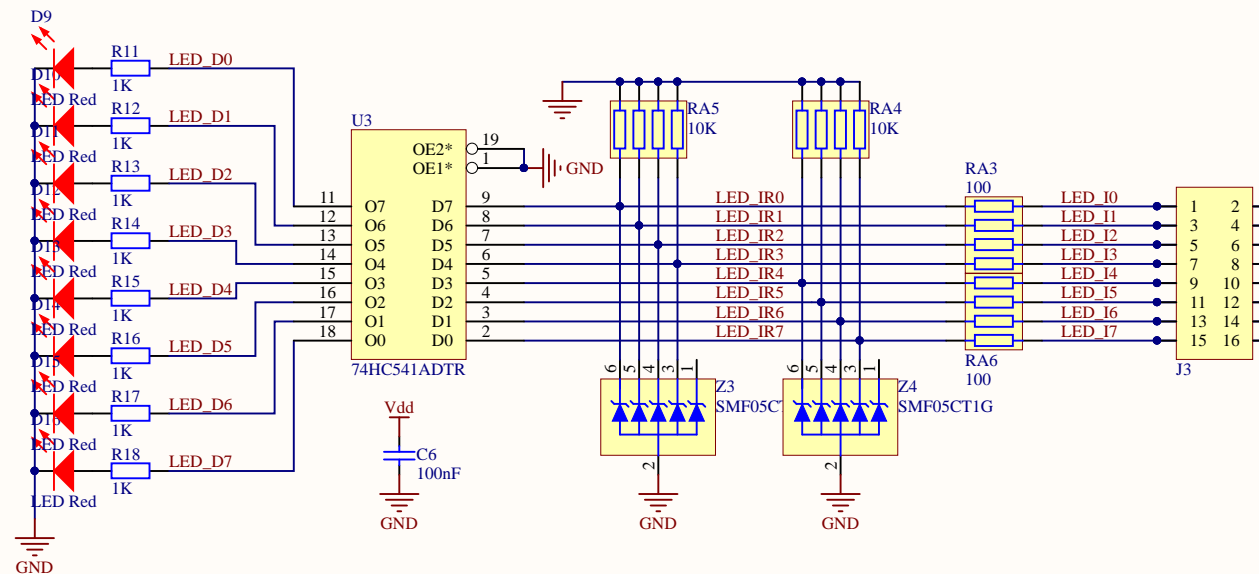 D9
R11
LED_D0
D10
1K
LED Red
R12
LED_D1
D11
1K
LED Red
R13
LED_D2
D12
1K
LED Red
R14
LED_D3
D13
1K
LED Red
R15
LED_D4
D14
1K
LED Red
R16
LED_D5
D15
1K
LED Red
R17
LED_D6
D16
1K
LED Red
R18
LED_D7
1K
LED Red
GND
U3
OE2* 19
OE1* 1
GND
11 O7 D7 9
12 O6 D6 8
13 O5 D5 7
14 O4 D4 6
15 O3 D3 5
16 O2 D2 4
17 O1 D1 3
18 O0 D0 2
74HC541ADTR
Vdd
C6
100nF
GND
RA5
10K
RA4
10K
LED_IR0
LED_IR1
LED_IR2
LED_IR3
LED_IR4
LED_IR5
LED_IR6
LED_IR7
6 5 4 3 1
Z3
SMF05CT
2
GND
6 5 4 3 1
Z4
SMF05CT1G
2
GND
RA3
100
RA6
100
LED_I0
LED_I1
LED_I2
LED_I3
LED_I4
LED_I5
LED_I6
LED_I7
1 2
3 4
5 6
7 8
9 10
11 12
13 14
15 16
J3